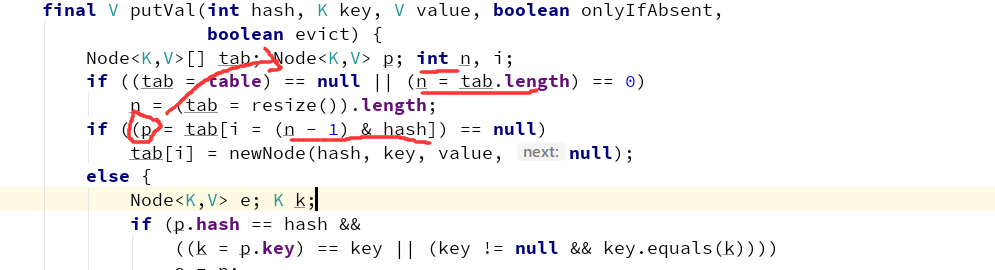 final V putVal(int hash, K key, V value, boolean onlyIfAbsent,
boolean evict) {
Node<K,V>[] tab; Node<K,V> p; int n, i;
if ((tab = table) == null || (n = tab.length) == 0)
n = (tab = resize()).length;
if ((p = tab[i = (n - 1) & hash]) == null)
tab[i] = newNode(hash, key, value, next: null);
else {
Node<K,V> e; K k;
if (p.hash == hash &&
((k = p.key) == key || (key != null && key.equals(k))))
e = p;